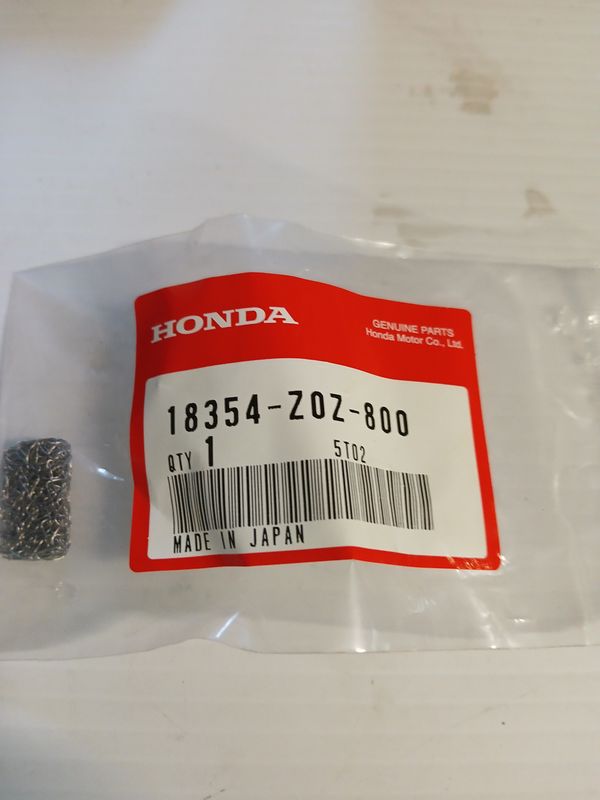 HONDA
GENUINE PARTS
Honda Motor Co., Ltd.
18354-Z0Z-800
QTY 1 5T02
MADE IN JAPAN